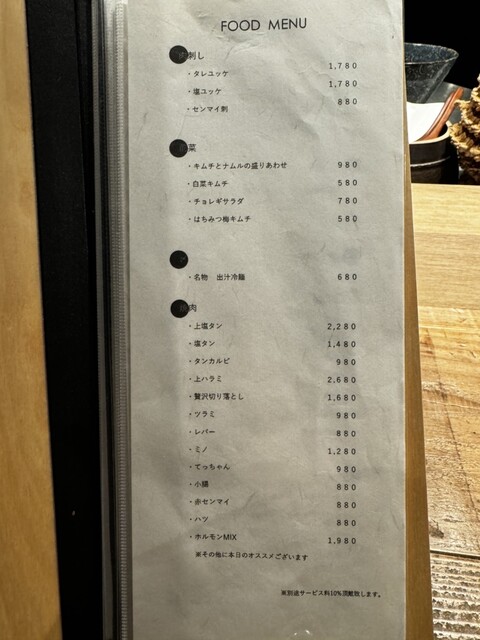 FOOD MENU
刺し
・タレユッケ 1,780
・塩ユッケ 1,780
・センマイ刺 880
菜
・キムチとナムルの盛りあわせ 980
・白菜キムチ 580
・チョレギサラダ 780
・はちみつ梅キムチ 580
・名物 出汁冷麺 680
肉
・上塩タン 2,280
・塩タン 1,480
・タンカルビ 980
・上ハラミ 2,680
・贅沢切り落とし 1,680
・ツラミ 980
・レバー 880
・ミノ 1,280
・てっちゃん 980
・小腸 880
・赤センマイ 880
・ハツ 880
・ホルモンMIX 1,980
※その他に本日のオススメございます
※別途サービス料10%頂戴致します。